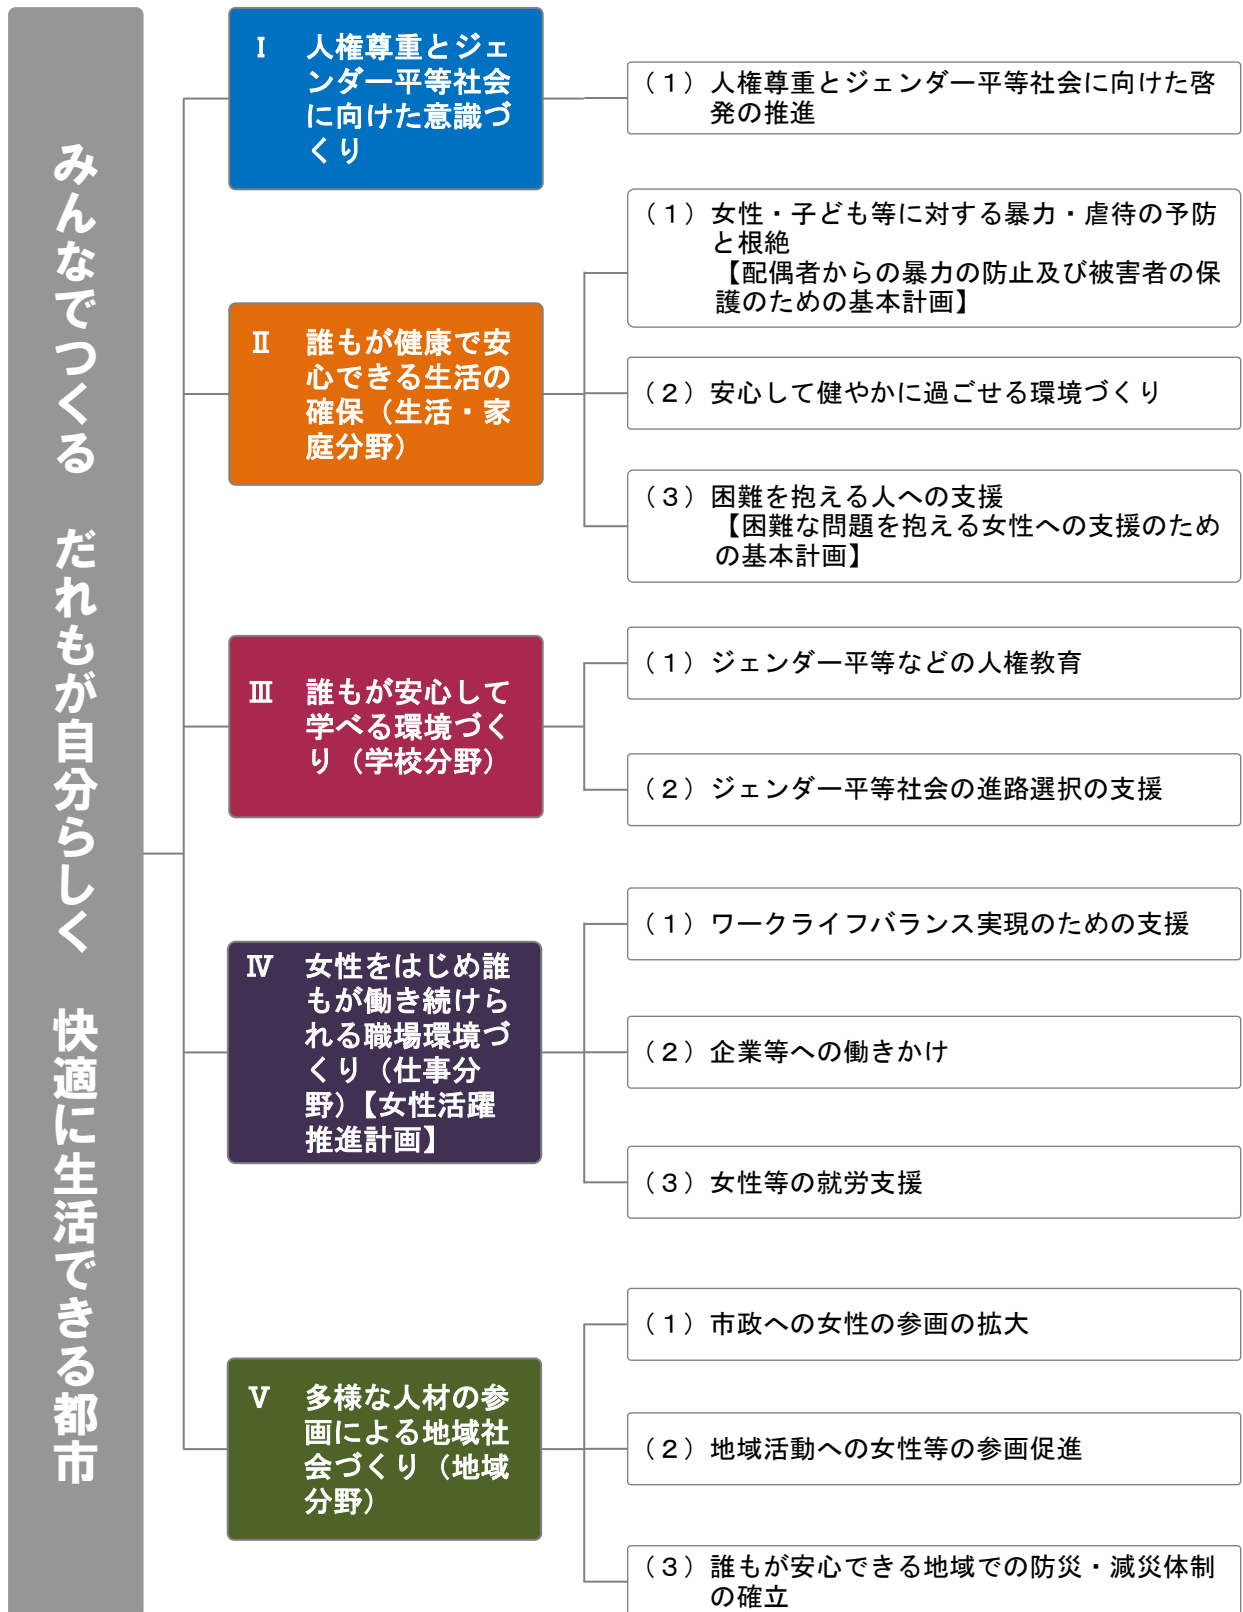 みんなでつくる　だれもが自分らしく　快適に生活できる都市
Ⅰ　人権尊重とジェ
ンダー平等社会
に向けた意識づ
くり
（１）人権尊重とジェンダー平等社会に向けた啓
発の推進
Ⅱ　誰もが健康で安
心できる生活の
確保（生活・家
庭分野）
（１）女性・子ども等に対する暴力・虐待の予防
と根絶
【配偶者からの暴力の防止及び被害者の保
護のための基本計画】
（２）安心して健やかに過ごせる環境づくり
（３）困難を抱える人への支援
【困難な問題を抱える女性への支援のため
の基本計画】
Ⅲ　誰もが安心して
学べる環境づく
り（学校分野）
（１）ジェンダー平等などの人権教育
（２）ジェンダー平等社会の進路選択の支援
Ⅳ　女性をはじめ誰
もが働き続けら
れる職場環境づ
くり（仕事分
野）【女性活躍
推進計画】
（１）ワークライフバランス実現のための支援
（２）企業等への働きかけ
（３）女性等の就労支援
Ⅴ　多様な人材の参
画による地域社
会づくり（地域
分野）
（１）市政への女性の参画の拡大
（２）地域活動への女性等の参画促進
（３）誰もが安心できる地域での防災・減災体制
の確立